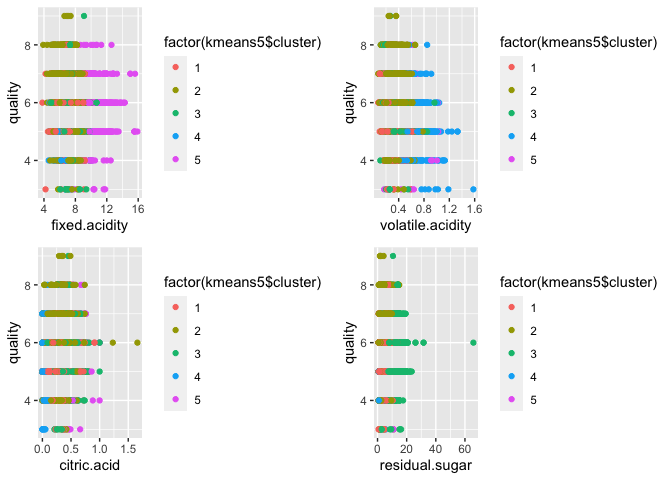 quality
8
6
4
4 8 12 16
fixed.acidity
factor(kmeans5$cluster)
1
2
3
4
5
quality
8
6
4
0.4 0.8 1.2 1.6
volatile.acidity
factor(kmeans5$cluster)
1
2
3
4
5
quality
8
6
4
0.0 0.5 1.0 1.5
citric.acid
factor(kmeans5$cluster)
1
2
3
4
5
quality
8
6
4
0 20 40 60
residual.sugar
factor(kmeans5$cluster)
1
2
3
4
5